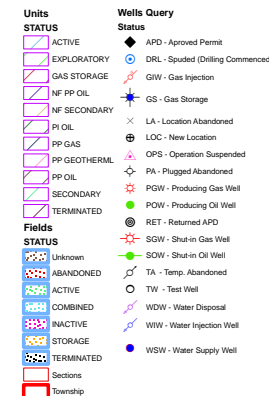 Units
STATUS
ACTIVE
EXPLORATORY
GAS STORAGE
NF PP OIL
NF SECONDARY
PI OIL
PP GAS
PP GEOTHERML
PP OIL
SECONDARY
TERMINATED
Fields
STATUS
Unknown
ABANDONED
ACTIVE
COMBINED
INACTIVE
STORAGE
TERMINATED
Sections
Township
Wells Query
Status
APD - Aproved Permit
DRL - Spuded (Drilling Commenced
GIW - Gas Injection
GS - Gas Storage
LA - Location Abandoned
LOC - New Location
OPS - Operation Suspended
PA - Plugged Abandoned
PGW - Producing Gas Well
POW - Producing Oil Well
RET - Returned APD
SGW - Shut-in Gas Well
SOW - Shut-in Oil Well
TA - Temp. Abandoned
TW - Test Well
WDW - Water Disposal
WIW - Water Injection Well
WSW - Water Supply Well